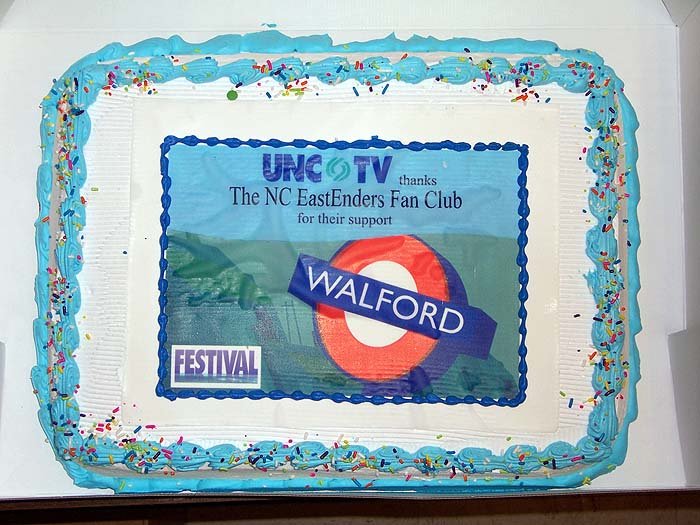 UNC TV thanks
The NC EastEnders Fan Club
for their support
WALFORD
FESTIVAL